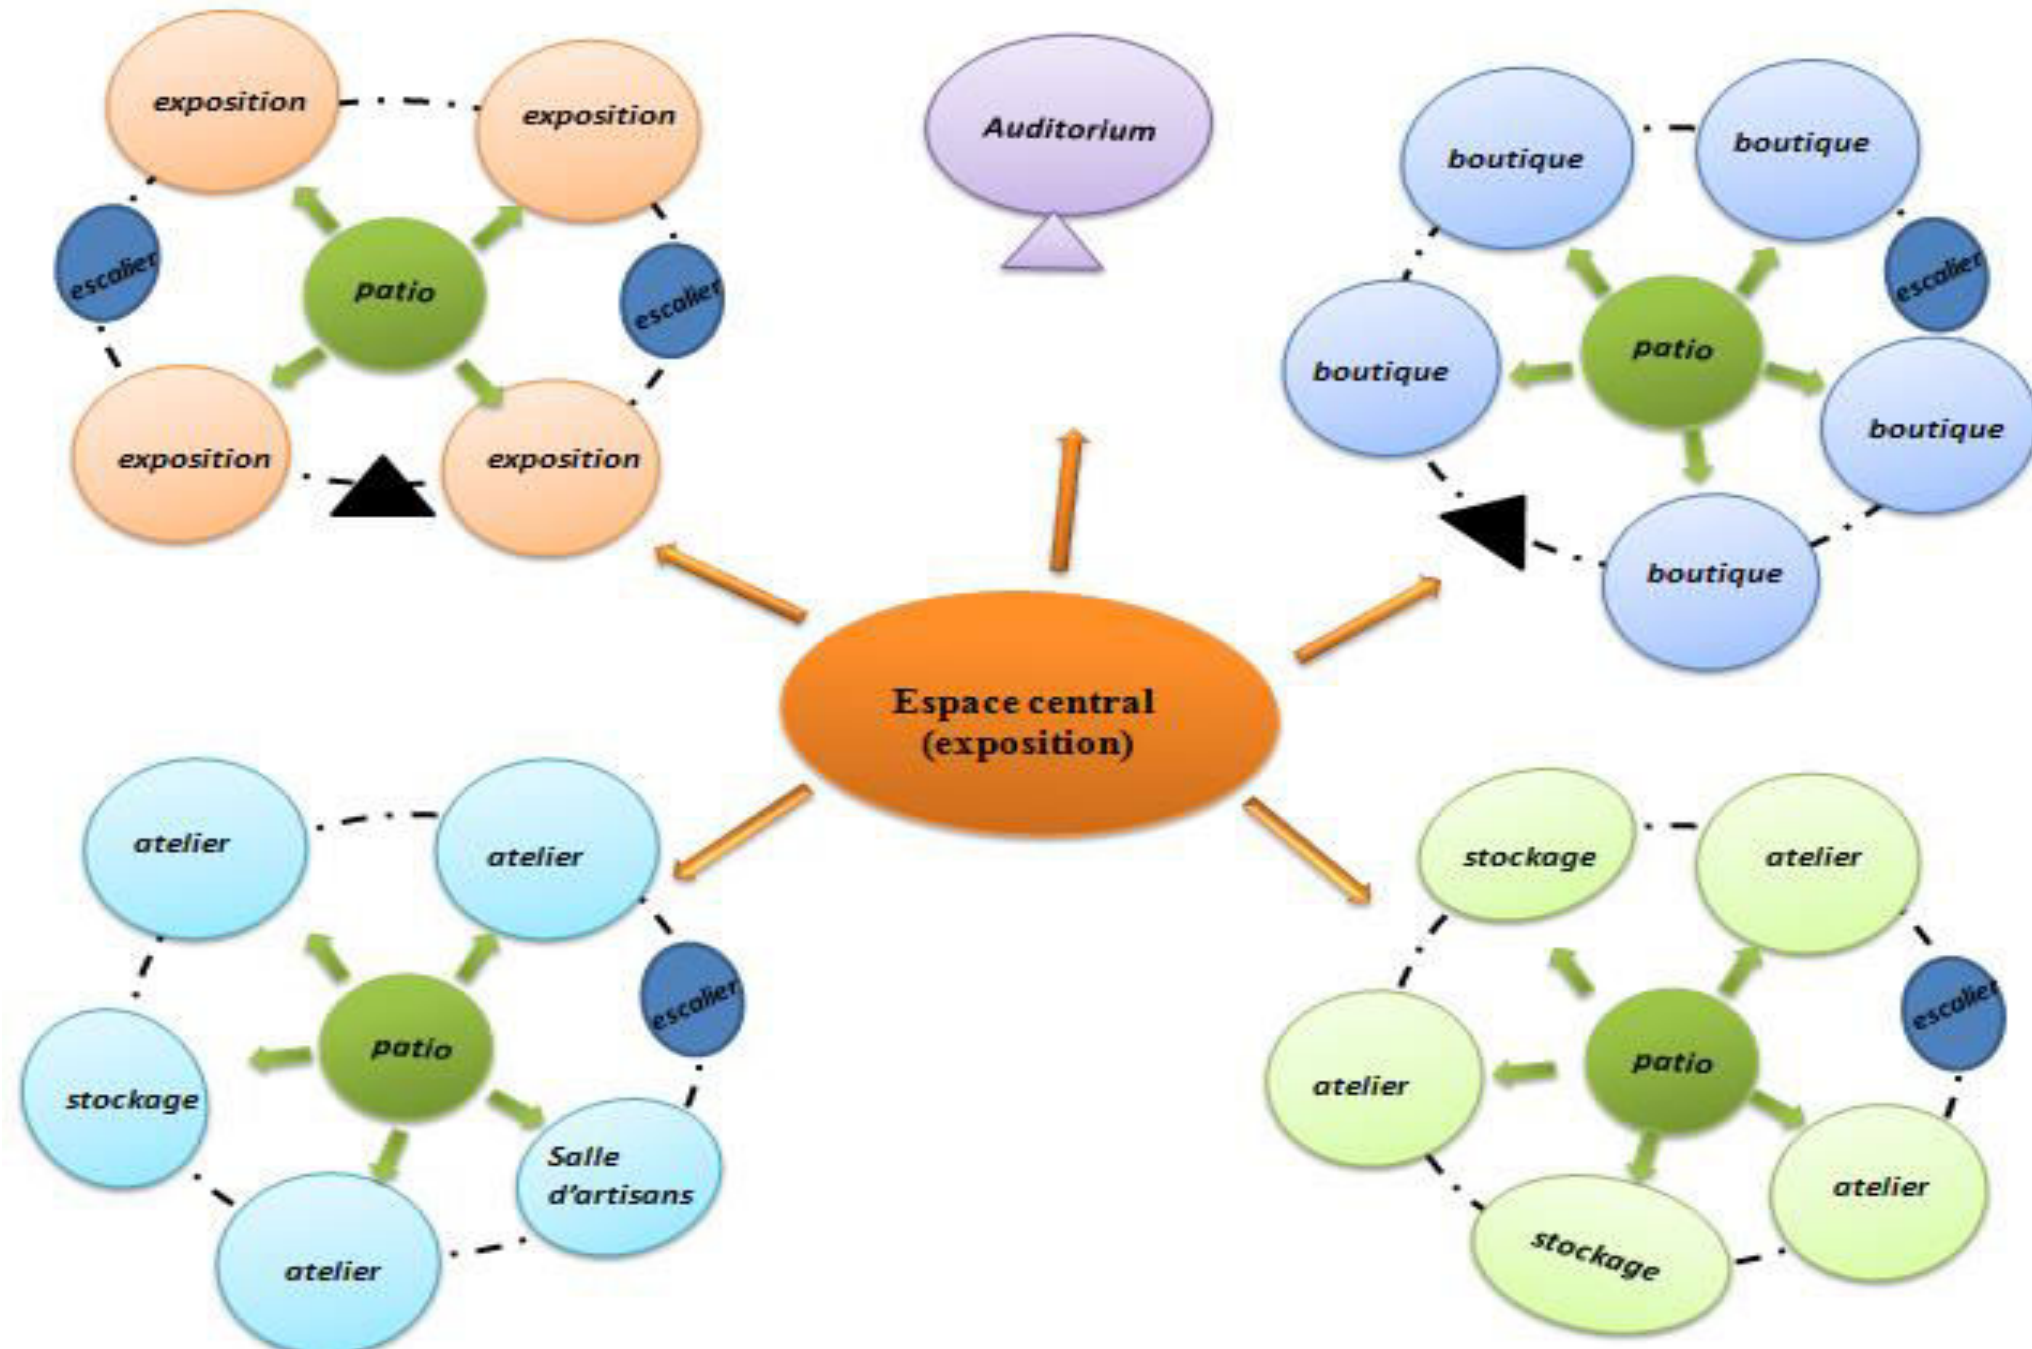 exposition
exposition
escalier
patio
escalier
exposition
exposition
Auditorium
boutique
boutique
escalier
boutique
patio
boutique
boutique
Espace central
(exposition)
atelier
atelier
escalier
patio
stockage
Salle
d'artisans
atelier
stockage
atelier
escalier
atelier
patio
atelier
stockage